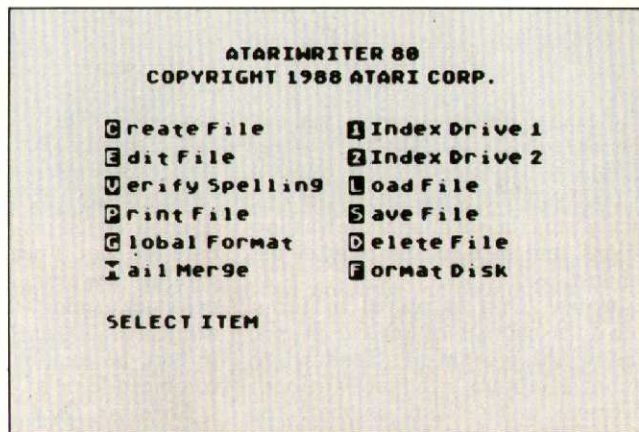 ATARIWRITER 80
COPYRIGHT 1988 ATARI CORP.
Create File
Edit File
Verify Spelling
Print File
Global Format
Mail Merge
1 Index Drive 1
2 Index Drive 2
Load File
Save File
Delete File
Format Disk
SELECT ITEM